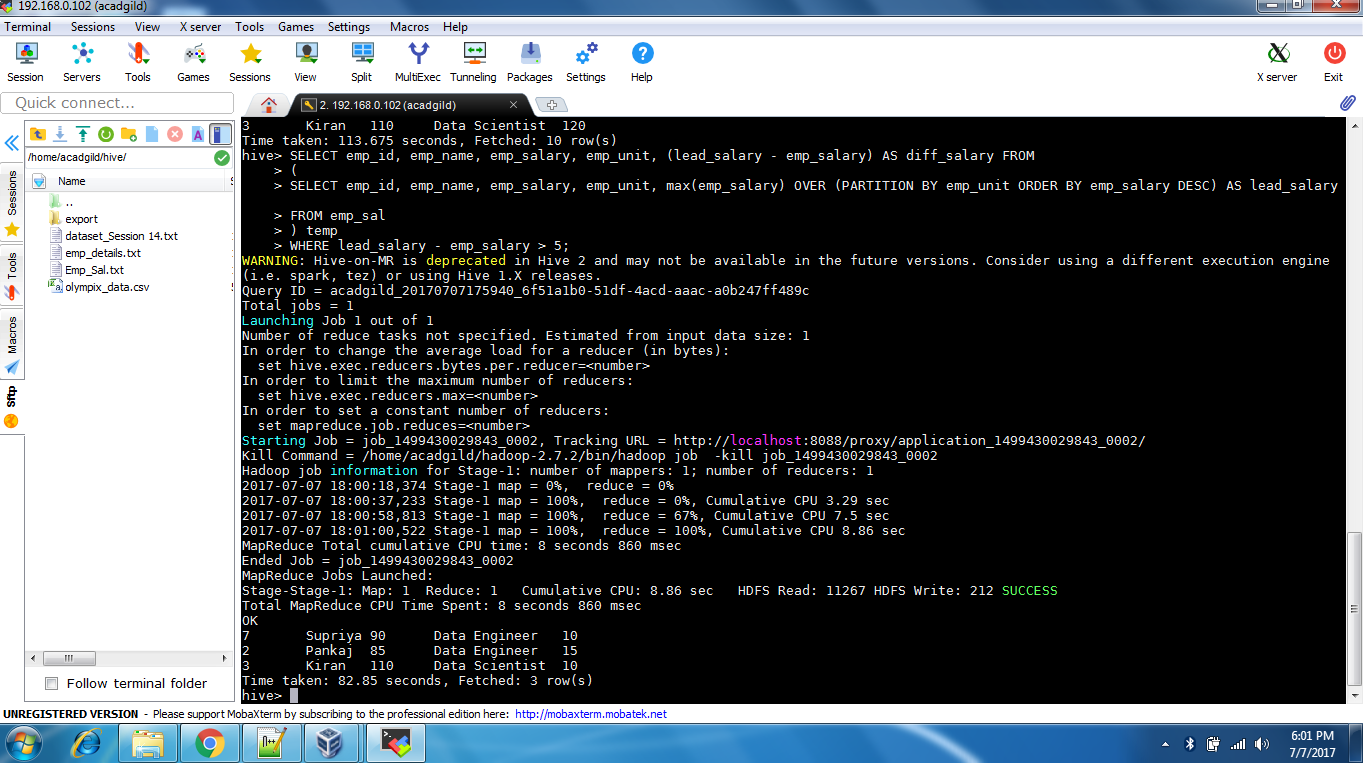 192.168.0.102 (acadgild)
Terminal Sessions View X server Tools Games Settings Macros Help
Session Servers Tools Games Sessions View Split MultiExec Tunneling Packages Settings Help X server Exit
Quick connect...
2. 192.168.0.102 (acadgild)
/home/acadgild/hive/
Name
..
export
dataset_Session 14.txt
emp_details.txt
Emp_Sal.txt
olympix_data.csv
Sessions
Tools
Macros
Sftp
Follow terminal folder
3 Kiran 110 Data Scientist 120
Time taken: 113.675 seconds, Fetched: 10 row(s)
hive> SELECT emp_id, emp_name, emp_salary, emp_unit, (lead_salary - emp_salary) AS diff_salary FROM
> (
> SELECT emp_id, emp_name, emp_salary, emp_unit, max(emp_salary) OVER (PARTITION BY emp_unit ORDER BY emp_salary DESC) AS lead_salary
> FROM emp_sal
> ) temp
> WHERE lead_salary - emp_salary > 5;
WARNING: Hive-on-MR is deprecated in Hive 2 and may not be available in the future versions. Consider using a different execution engine
(i.e. spark, tez) or using Hive 1.X releases.
Query ID = acadgild_20170707175940_6f51a1b0-51df-4acd-aaac-a0b247ff489c
Total jobs = 1
Launching Job 1 out of 1
Number of reduce tasks not specified. Estimated from input data size: 1
In order to change the average load for a reducer (in bytes):
set hive.exec.reducers.bytes.per.reducer=<number>
In order to limit the maximum number of reducers:
set hive.exec.reducers.max=<number>
In order to set a constant number of reducers:
set mapreduce.job.reduces=<number>
Starting Job = job_1499430029843_0002, Tracking URL = http://localhost:8088/proxy/application_1499430029843_0002/
Kill Command = /home/acadgild/hadoop-2.7.2/bin/hadoop job  -kill job_1499430029843_0002
Hadoop job information for Stage-1: number of mappers: 1; number of reducers: 1
2017-07-07 18:00:18,374 Stage-1 map = 0%,  reduce = 0%
2017-07-07 18:00:37,233 Stage-1 map = 100%,  reduce = 0%, Cumulative CPU 3.29 sec
2017-07-07 18:00:58,813 Stage-1 map = 100%,  reduce = 67%, Cumulative CPU 7.5 sec
2017-07-07 18:01:00,522 Stage-1 map = 100%,  reduce = 100%, Cumulative CPU 8.86 sec
MapReduce Total cumulative CPU time: 8 seconds 860 msec
Ended Job = job_1499430029843_0002
MapReduce Jobs Launched:
Stage-Stage-1: Map: 1  Reduce: 1   Cumulative CPU: 8.86 sec   HDFS Read: 11267 HDFS Write: 212 SUCCESS
Total MapReduce CPU Time Spent: 8 seconds 860 msec
OK
7 Supriya 90 Data Engineer 10
2 Pankaj 85 Data Engineer 15
3 Kiran 110 Data Scientist 10
Time taken: 82.85 seconds, Fetched: 3 row(s)
hive>
UNREGISTERED VERSION - Please support MobaXterm by subscribing to the professional edition here: http://mobaxterm.mobatek.net
6:01 PM
7/7/2017